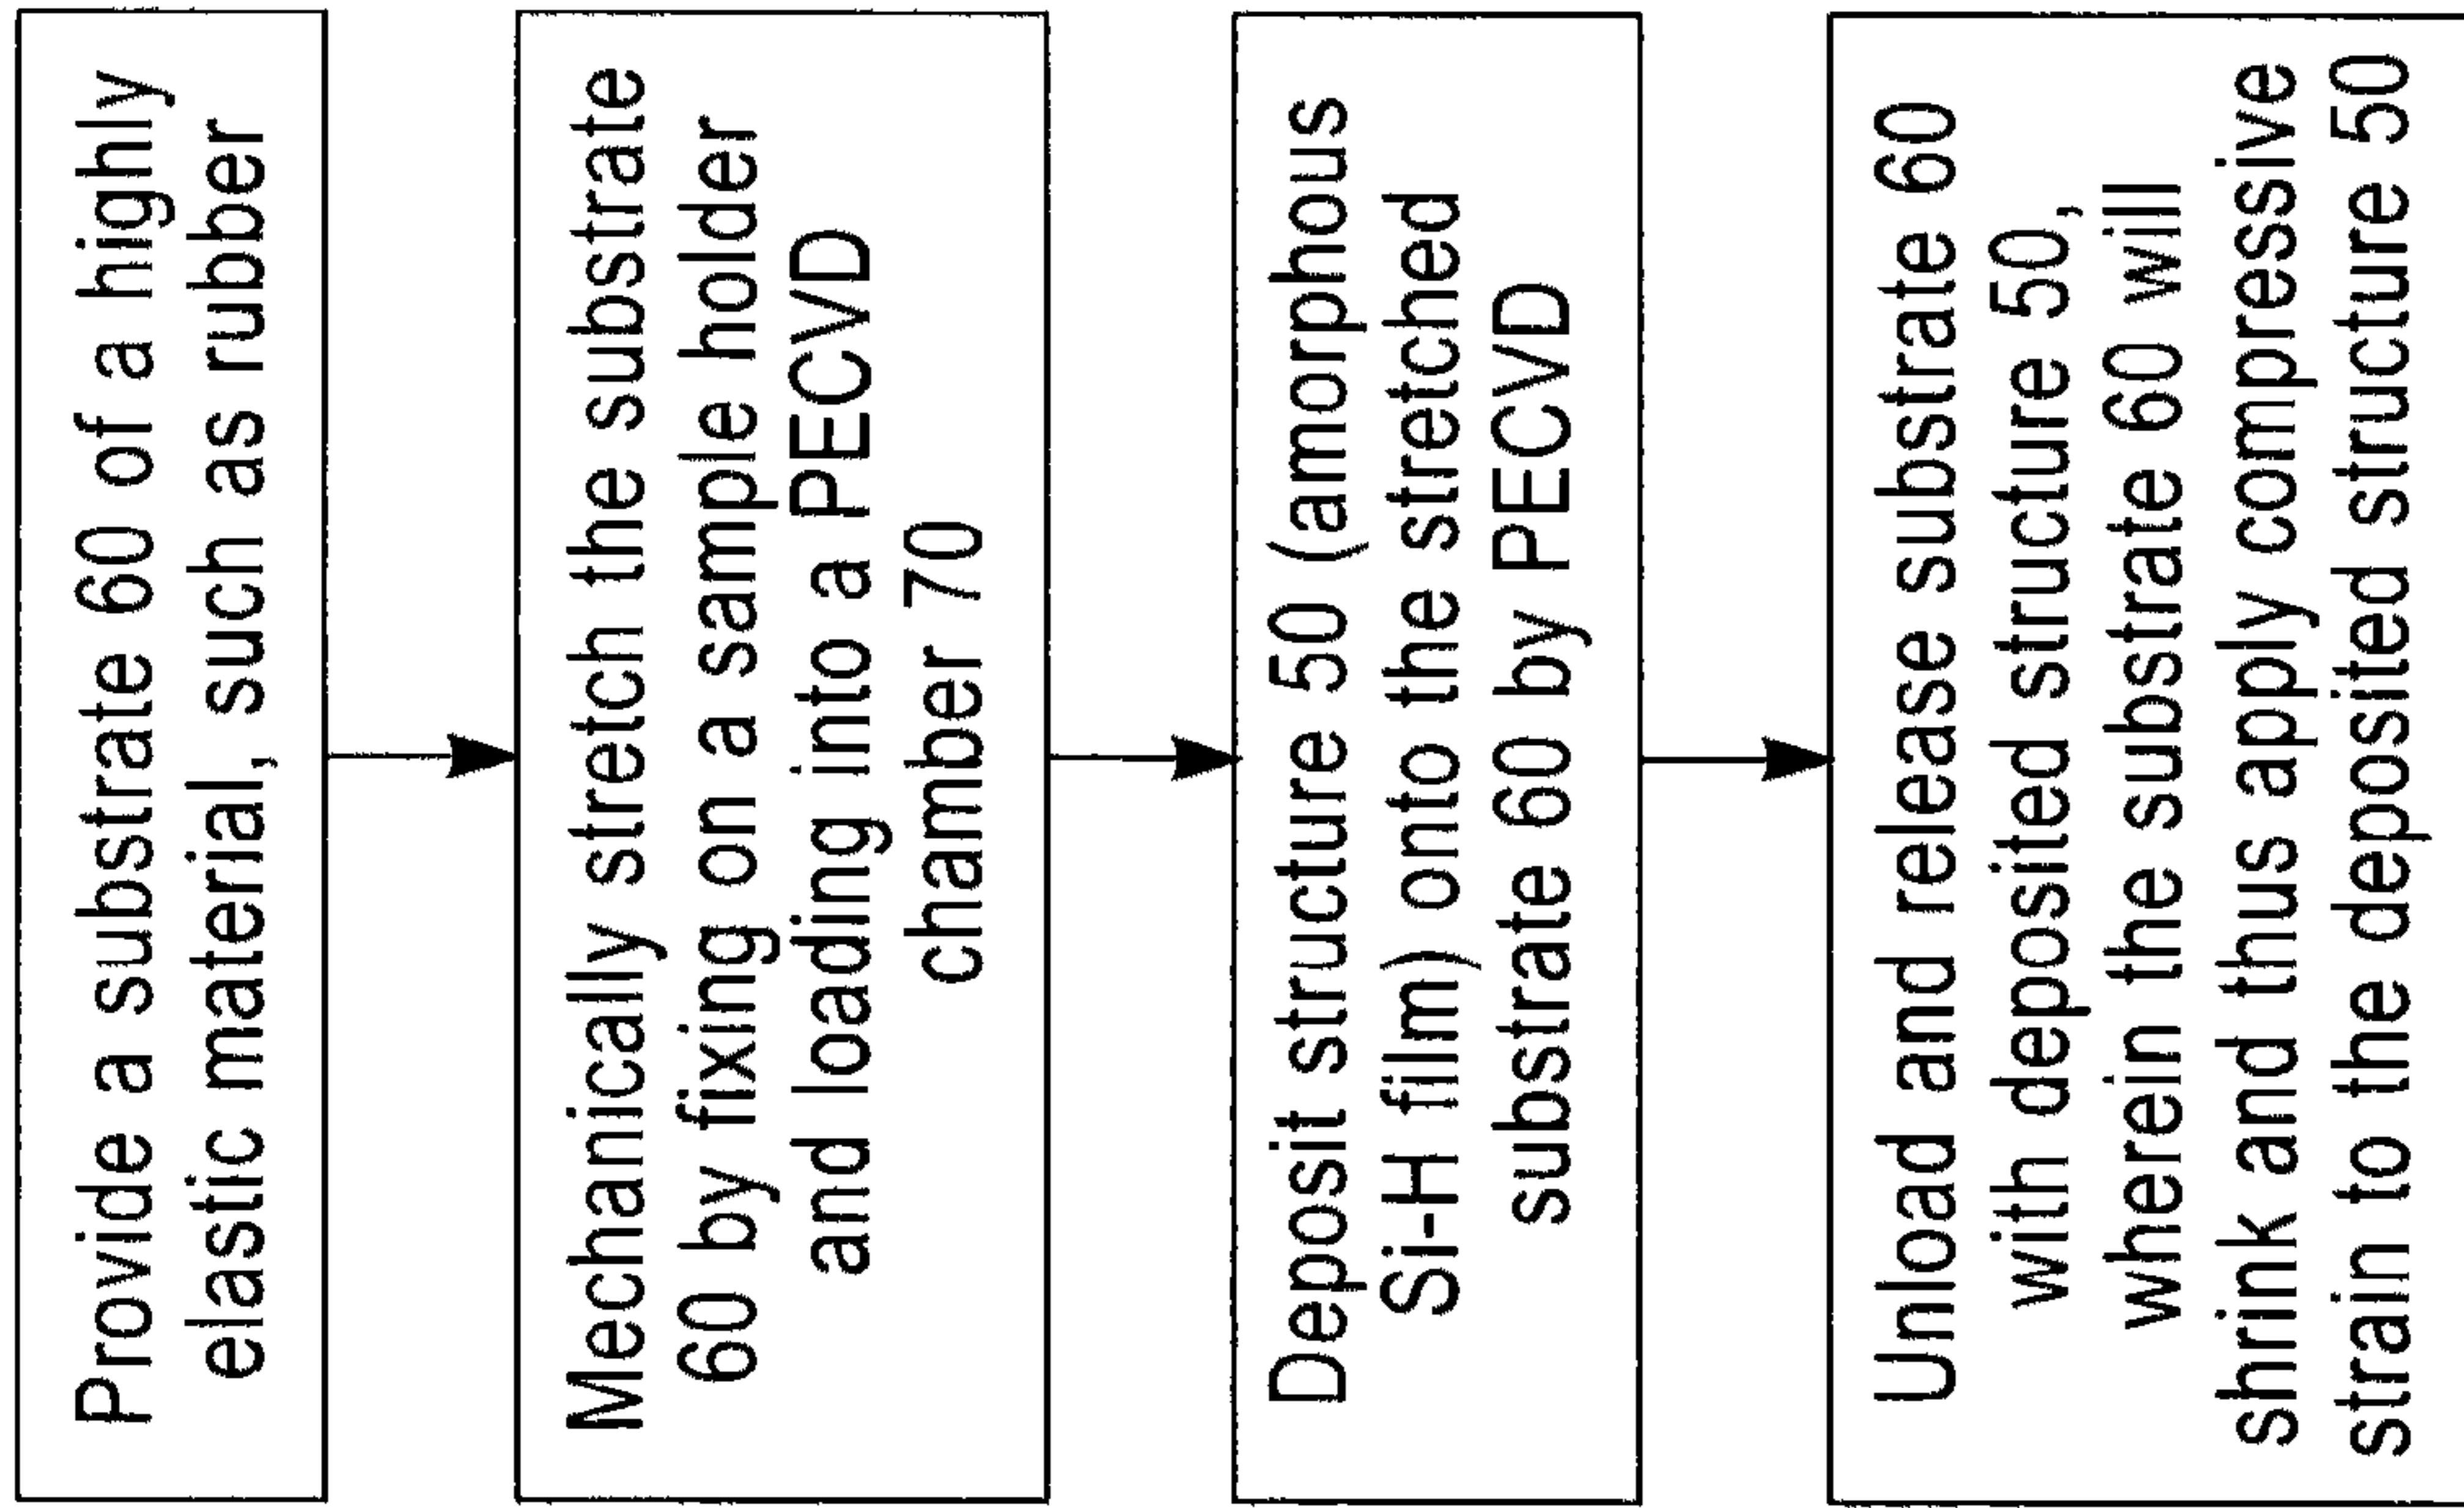 Provide a substrate 60 of a highly
elastic material, such as rubber
Mechanically stretch the substrate
60 by fixing on a sample holder
and loading into a PECVD
chamber 70
Deposit structure 50 (amorphous
Si-H film) onto the stretched
substrate 60 by PECVD
Unload and release substrate 60
with deposited structure 50,
wherein the substrate 60 will
shrink and thus apply compressive
strain to the deposited structure 50